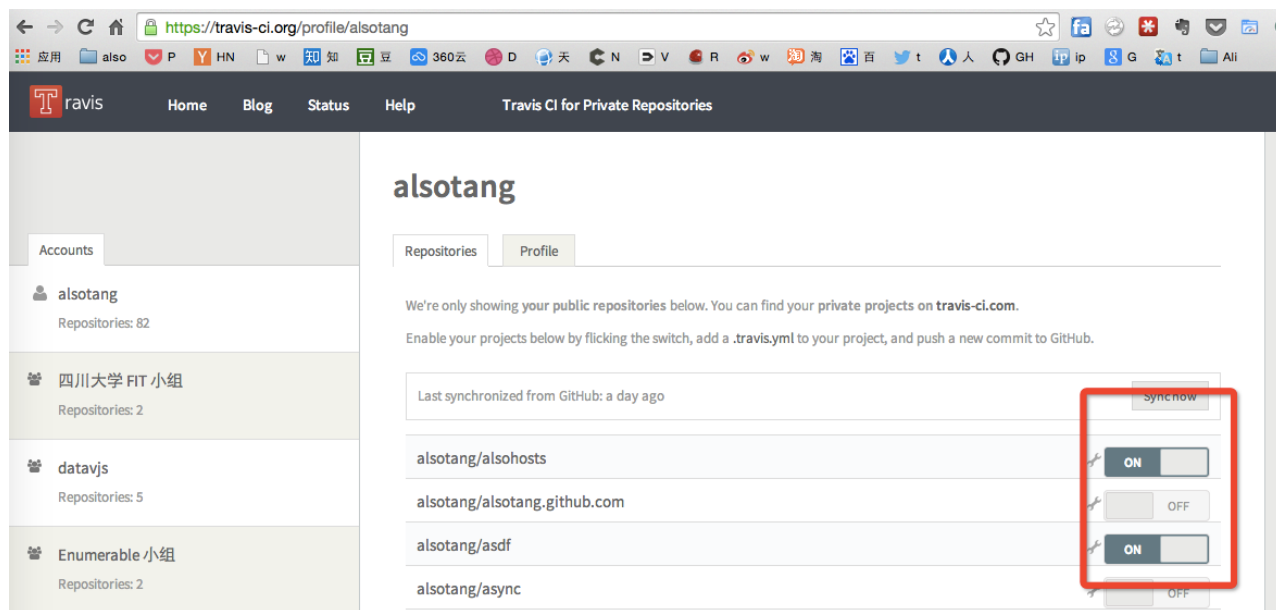 https://travis-ci.org/profile/alsotang
应用 also P HN w 知 豆 360云 D 天 N V R w 淘 百 t 人 GH ip G t Ali
Travis Home Blog Status Help Travis CI for Private Repositories
alsotang
Accounts
Repositories Profile
alsotang
Repositories: 82
We're only showing your public repositories below. You can find your private projects on travis-ci.com.
Enable your projects below by flicking the switch, add a .travis.yml to your project, and push a new commit to GitHub.
四川大学 FIT 小组
Repositories: 2
Last synchronized from GitHub: a day ago Sync now
datavjs
Repositories: 5
alsotang/alsohosts ON
alsotang/alsotang.github.com OFF
Enumerable 小组
Repositories: 2
alsotang/asdf ON
alsotang/async OFF